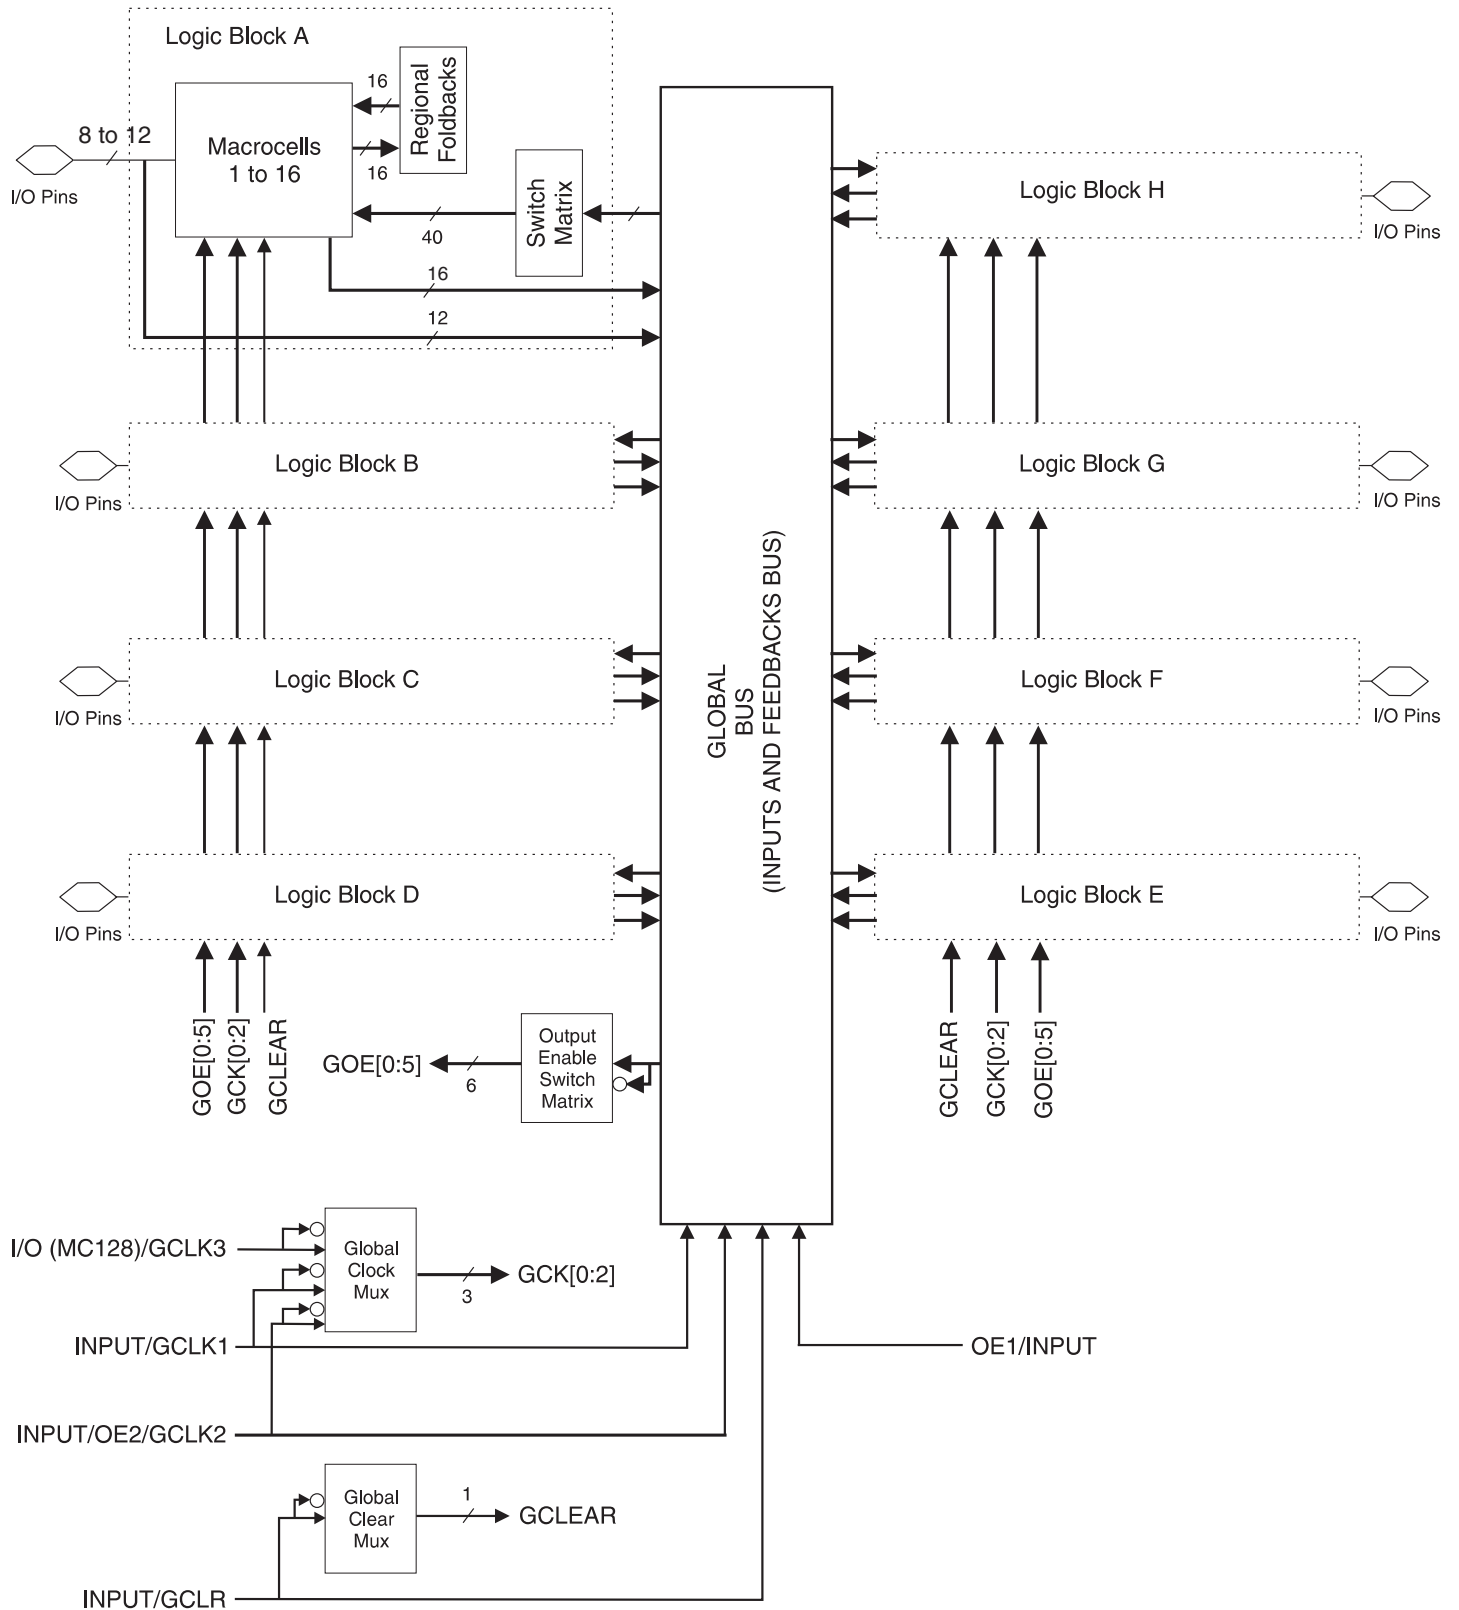 Logic Block A
8 to 12
I/O Pins
Macrocells
1 to 16
16
16
Regional
Foldbacks
Switch
Matrix
40
16
12
Logic Block H
I/O Pins
Logic Block B
I/O Pins
Logic Block G
I/O Pins
Logic Block C
I/O Pins
Logic Block F
I/O Pins
Logic Block D
I/O Pins
Logic Block E
I/O Pins
GLOBAL
BUS
(INPUTS AND FEEDBACKS BUS)
GOE[0:5]
GCK[0:2]
GCLEAR
GOE[0:5]
6
Output
Enable
Switch
Matrix
GCLEAR
GCK[0:2]
GOE[0:5]
I/O (MC128)/GCLK3
Global
Clock
Mux
3
GCK[0:2]
INPUT/GCLK1
OE1/INPUT
INPUT/OE2/GCLK2
Global
Clear
Mux
1
GCLEAR
INPUT/GCLR